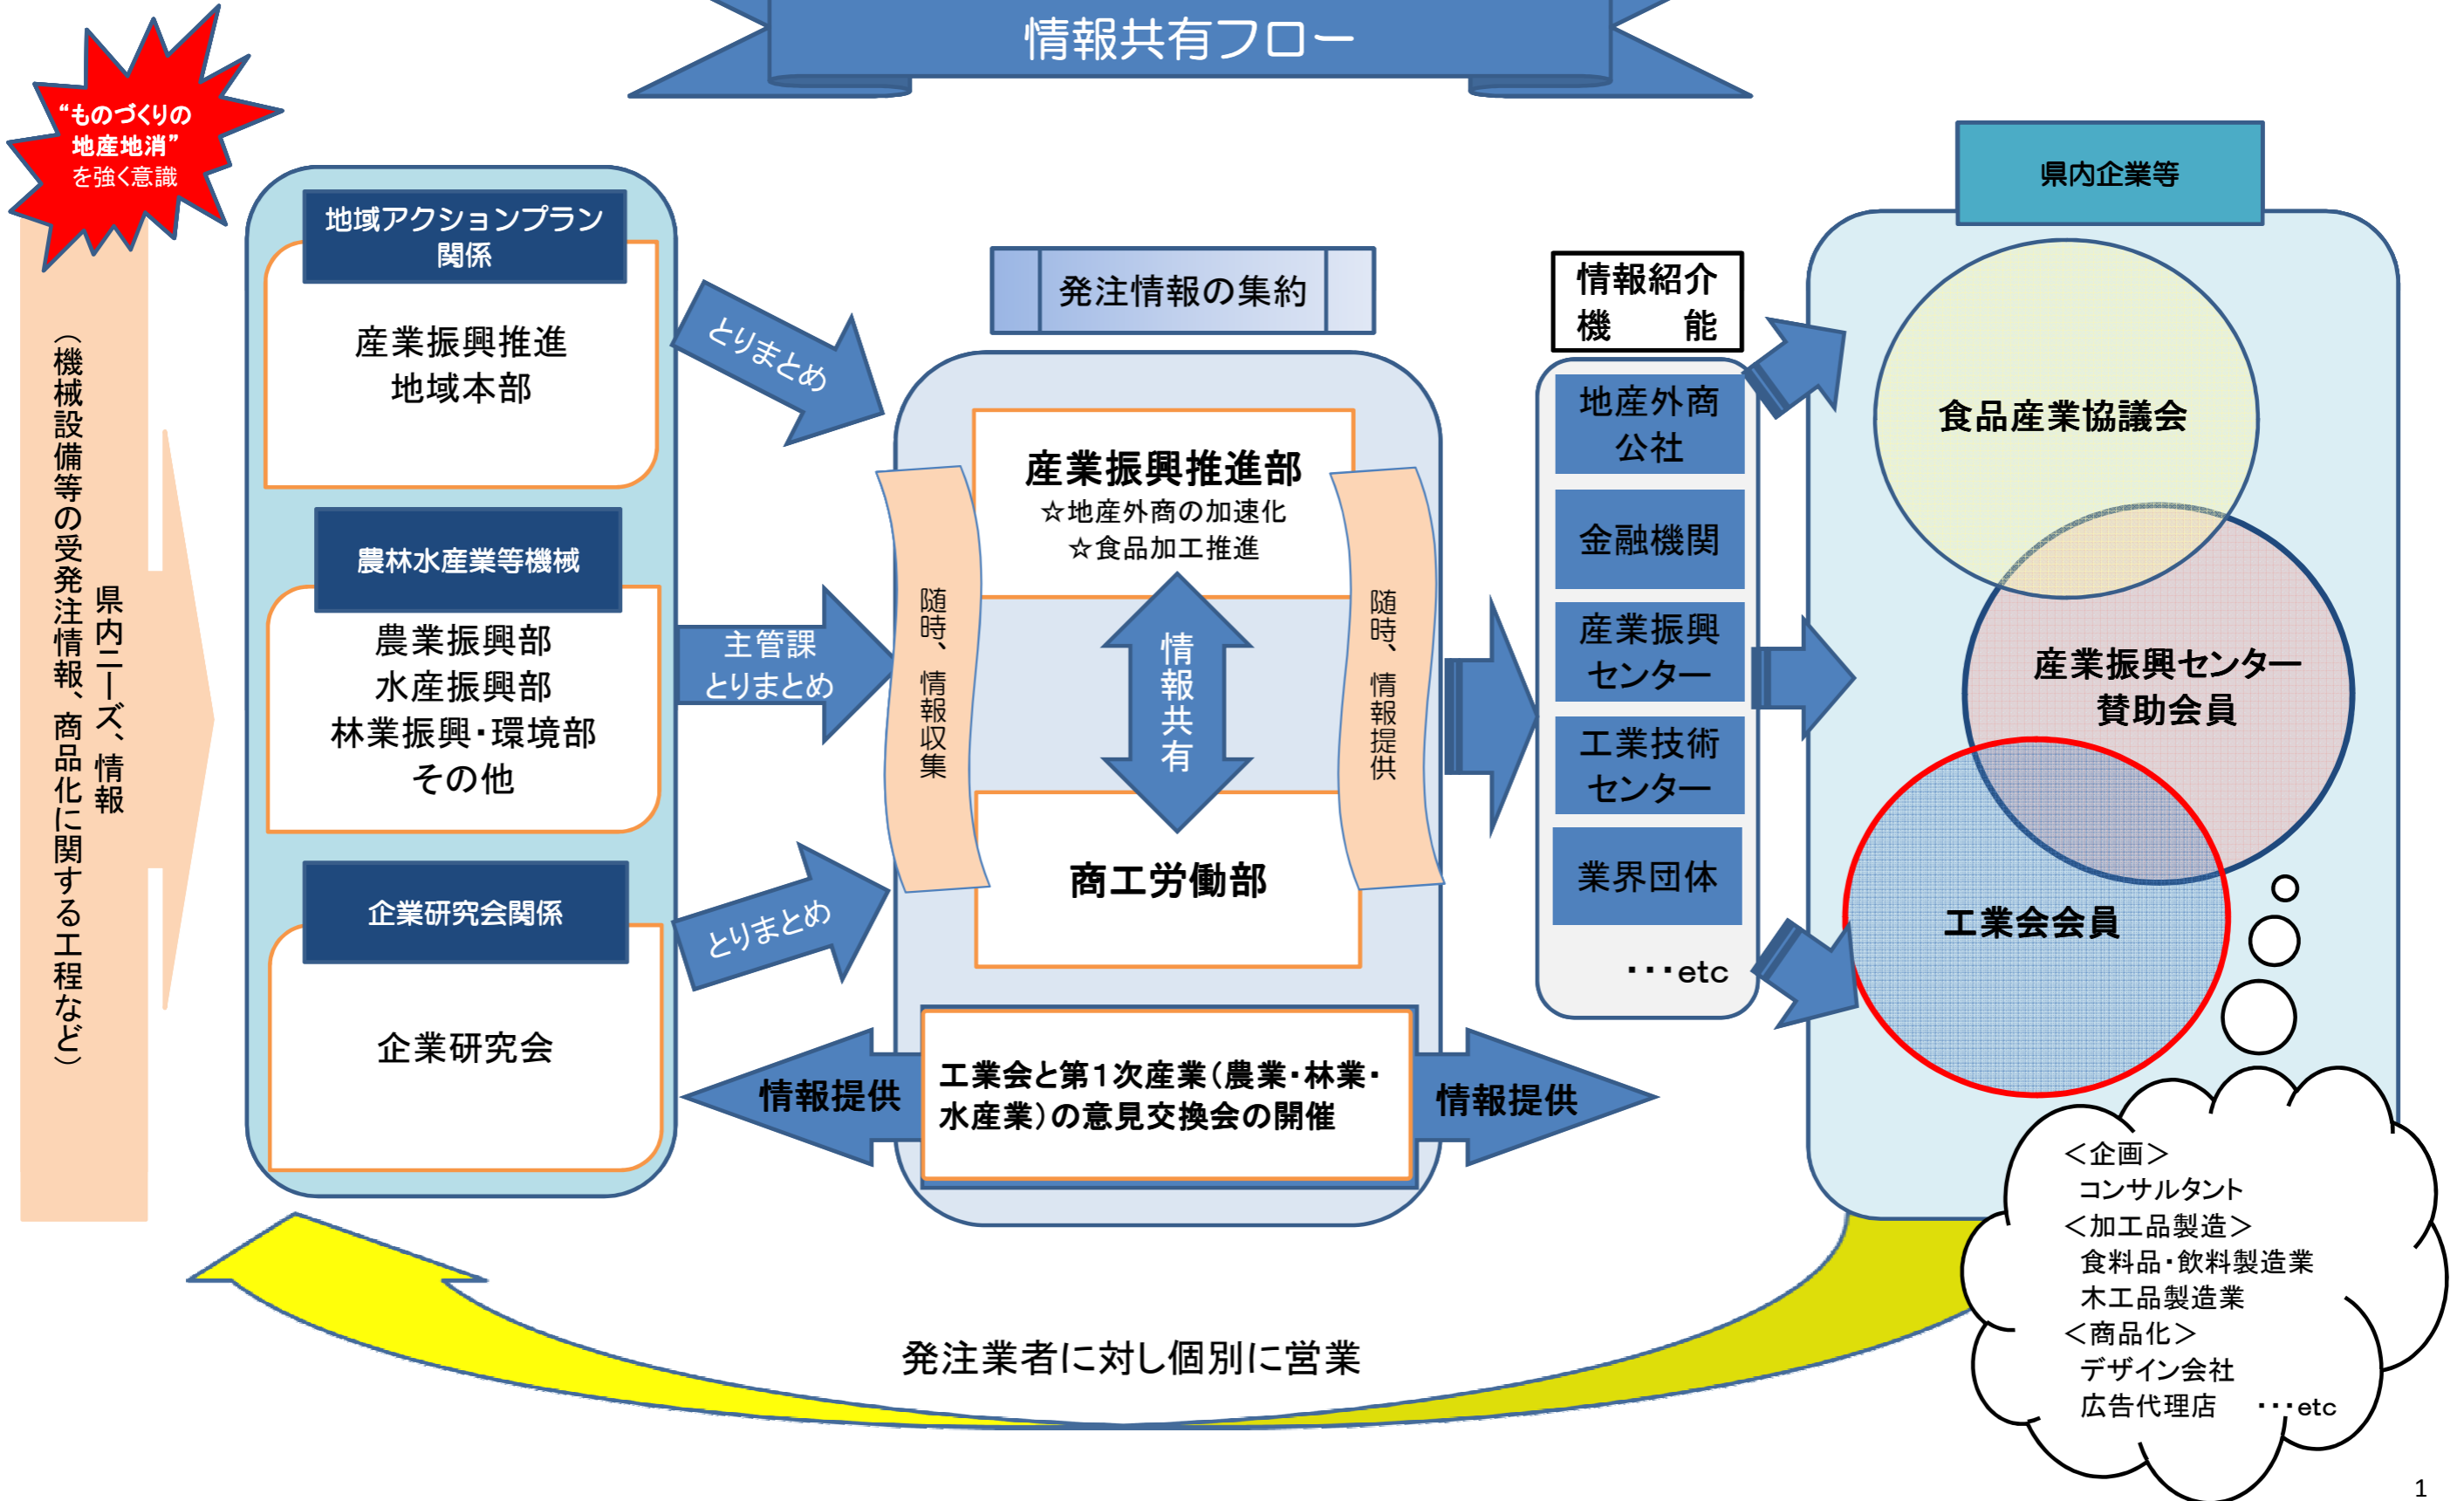 情報共有フロー
“ものづくりの
地産地消”
を強く意識
県内ニーズ、情報
（機械設備等の受発注情報、商品化に関する工程など）
地域アクションプラン
関係
産業振興推進
地域本部
農林水産業等機械
農業振興部
水産振興部
林業振興・環境部
その他
企業研究会関係
企業研究会
とりまとめ
主管課
とりまとめ
とりまとめ
発注情報の集約
産業振興推進部
☆地産外商の加速化
☆食品加工推進
随時、情報収集
情報共有
随時、情報提供
商工労働部
情報提供
工業会と第１次産業（農業・林業・
水産業）の意見交換会の開催
情報提供
情報紹介
機　　能
地産外商
公社
金融機関
産業振興
センター
工業技術
センター
業界団体
・・・etc
県内企業等
食品産業協議会
産業振興センター
賛助会員
工業会会員
＜企画＞
コンサルタント
＜加工品製造＞
食料品・飲料製造業
木工品製造業
＜商品化＞
デザイン会社
広告代理店　・・・etc
発注業者に対し個別に営業
1